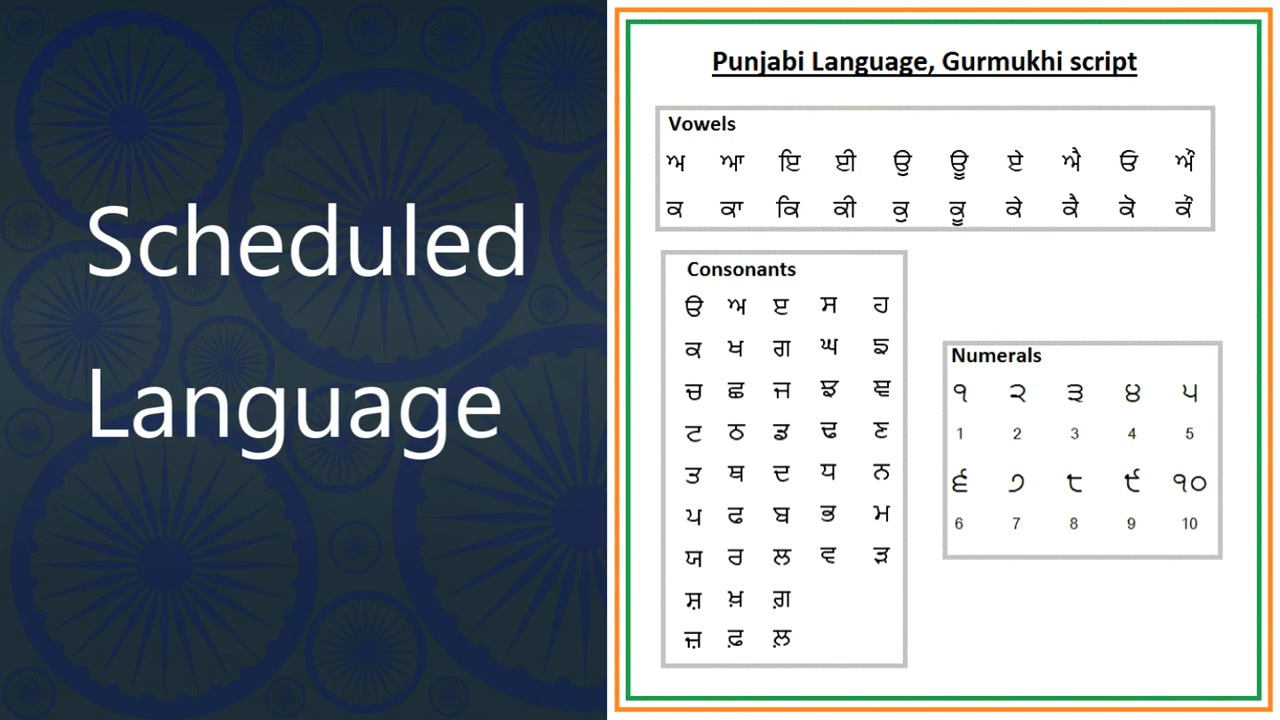 Scheduled
Language
Punjabi Language, Gurmukhi script
Vowels
ਅ ਆ ਇ ਈ ਉ ਊ ਏ ਐ ਓ ਔ
ਕ ਕਾ ਕਿ ਕੀ ਕੁ ਕੂ ਕੇ ਕੈ ਕੋ ਕੌ
Consonants
ੳ ਅ ੲ ਸ ਹ
ਕ ਖ ਗ ਘ ਙ
ਚ ਛ ਜ ਝ ਞ
ਟ ਠ ਡ ਢ ਣ
ਤ ਥ ਦ ਧ ਨ
ਪ ਫ ਬ ਭ ਮ
ਯ ਰ ਲ ਵ ੜ
ਸ਼ ਖ਼ ਗ਼
ਜ਼ ਫ਼ ਲ਼
Numerals
੧ ੨ ੩ ੪ ੫
1 2 3 4 5
੬ ੭ ੮ ੯ ੧੦
6 7 8 9 10